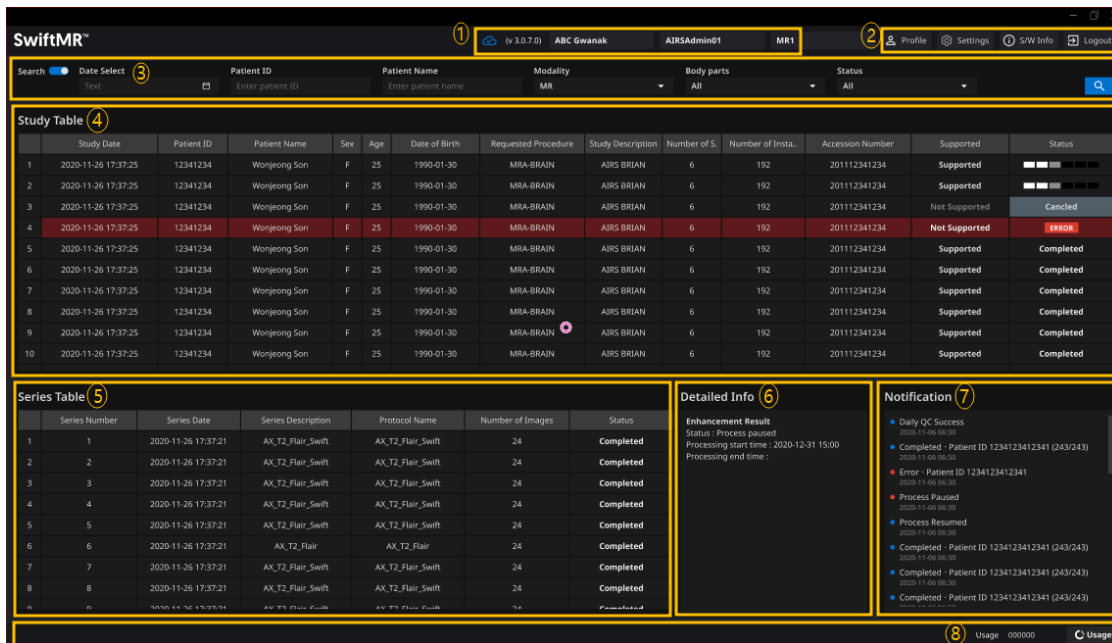 SwiftMR™
① (v 3.0.7.0) ABC Gwanak AIRSAdmin01 MR1 ② Profile Settings S/W Info Logout
Search Date Select ③ Patient ID Patient Name Modality Body parts Status
Text Enter patient ID Enter patient name MR All All
Study Table ④
Study Date Patient ID Patient Name Sex Age Date of Birth Requested Procedure Study Description Number of S. Number of Insta.. Accession Number Supported Status
1 2020-11-26 17:37:25 12341234 Wonjeong Son F 25 1990-01-30 MRA-BRAIN AIRS BRIAN 6 192 201112341234 Supported
2 2020-11-26 17:37:25 12341234 Wonjeong Son F 25 1990-01-30 MRA-BRAIN AIRS BRIAN 6 192 201112341234 Supported
3 2020-11-26 17:37:25 12341234 Wonjeong Son F 25 1990-01-30 MRA-BRAIN AIRS BRIAN 6 192 201112341234 Not Supported Cancled
4 2020-11-26 17:37:25 12341234 Wonjeong Son F 25 1990-01-30 MRA-BRAIN AIRS BRIAN 6 192 201112341234 Not Supported ERROR
5 2020-11-26 17:37:25 12341234 Wonjeong Son F 25 1990-01-30 MRA-BRAIN AIRS BRIAN 6 192 201112341234 Supported Completed
6 2020-11-26 17:37:25 12341234 Wonjeong Son F 25 1990-01-30 MRA-BRAIN AIRS BRIAN 6 192 201112341234 Supported Completed
7 2020-11-26 17:37:25 12341234 Wonjeong Son F 25 1990-01-30 MRA-BRAIN AIRS BRIAN 6 192 201112341234 Supported Completed
8 2020-11-26 17:37:25 12341234 Wonjeong Son F 25 1990-01-30 MRA-BRAIN AIRS BRIAN 6 192 201112341234 Supported Completed
9 2020-11-26 17:37:25 12341234 Wonjeong Son F 25 1990-01-30 MRA-BRAIN AIRS BRIAN 6 192 201112341234 Supported Completed
10 2020-11-26 17:37:25 12341234 Wonjeong Son F 25 1990-01-30 MRA-BRAIN AIRS BRIAN 6 192 201112341234 Supported Completed
Series Table ⑤
Series Number Series Date Series Description Protocol Name Number of Images Status
1 1 2020-11-26 17:37:21 AX_T2_Flair_Swift AX_T2_Flair_Swift 24 Completed
2 2 2020-11-26 17:37:21 AX_T2_Flair_Swift AX_T2_Flair_Swift 24 Completed
3 3 2020-11-26 17:37:21 AX_T2_Flair_Swift AX_T2_Flair_Swift 24 Completed
4 4 2020-11-26 17:37:21 AX_T2_Flair_Swift AX_T2_Flair_Swift 24 Completed
5 5 2020-11-26 17:37:21 AX_T2_Flair_Swift AX_T2_Flair_Swift 24 Completed
6 6 2020-11-26 17:37:21 AX_T2_Flair AX_T2_Flair 24 Completed
7 7 2020-11-26 17:37:21 AX_T2_Flair_Swift AX_T2_Flair_Swift 24 Completed
8 8 2020-11-26 17:37:21 AX_T2_Flair_Swift AX_T2_Flair_Swift 24 Completed
Detailed Info ⑥
Enhancement Result
Status : Process paused
Processing start time : 2020-12-31 15:00
Processing end time :
Notification ⑦
Daily QC Success
2020-11-06 06:30
Completed · Patient ID 1234123412341 (243/243)
2020-11-06 06:30
Error · Patient ID 1234123412341
2020-11-06 06:30
Process Paused
2020-11-06 06:30
Process Resumed
2020-11-06 06:30
Completed · Patient ID 1234123412341 (243/243)
2020-11-06 06:30
Completed · Patient ID 1234123412341 (243/243)
2020-11-06 06:30
Completed · Patient ID 1234123412341 (243/243)
⑧ Usage 000000 Usage